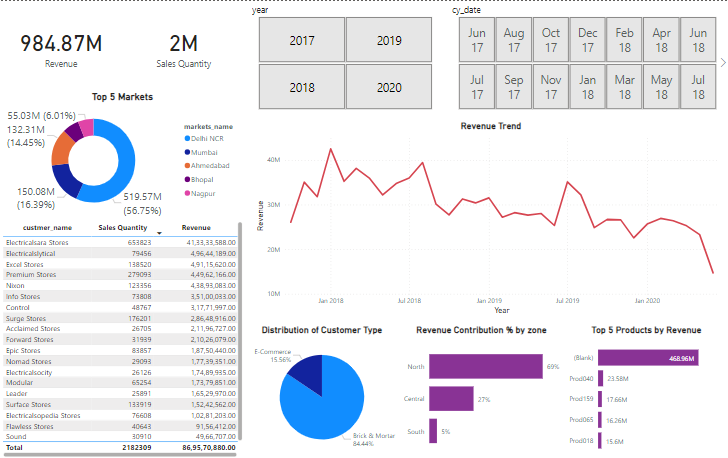 year
cy_date
984.87M
Revenue
2M
Sales Quantity
2017
2019
2018
2020
Jun 17
Aug 17
Oct 17
Dec 17
Feb 18
Apr 18
Jun 18
Jul 17
Sep 17
Nov 17
Jan 18
Mar 18
May 18
Jul 18
Top 5 Markets
55.03M (6.01%)
132.31M (14.45%)
150.08M (16.39%)
519.57M (56.75%)
markets_name
Delhi NCR
Mumbai
Ahmedabad
Bhopal
Nagpur
Revenue Trend
Revenue
40M
30M
20M
10M
Jan 2018
Jul 2018
Jan 2019
Jul 2019
Jan 2020
Year
custmer_name Sales Quantity Revenue
Electricalsara Stores 653823 41,33,33,588.00
Electricalslytical 79456 4,96,44,189.00
Excel Stores 138520 4,91,15,620.00
Premium Stores 279093 4,49,62,166.00
Nixon 123356 4,38,93,083.00
Info Stores 73808 3,51,00,033.00
Control 48767 3,17,71,997.00
Surge Stores 176201 2,86,48,916.00
Acclaimed Stores 26705 2,11,96,727.00
Forward Stores 31939 2,10,26,079.00
Epic Stores 83857 1,87,50,440.00
Nomad Stores 29093 1,77,39,351.00
Electricalsocity 26126 1,74,89,935.00
Modular 65254 1,73,79,851.00
Leader 25891 1,65,29,970.00
Surface Stores 133919 1,52,42,562.00
Electricalsopedia Stores 76608 1,02,81,203.00
Flawless Stores 40643 91,56,412.00
Sound 30910 49,66,707.00
Total 2182309 86,95,70,880.00
Distribution of Customer Type
E-Commerce
15.56%
Brick & Mortar
84.44%
Revenue Contribution % by zone
North 69%
Central 27%
South 5%
Top 5 Products by Revenue
(Blank) 468.96M
Prod040 23.58M
Prod159 17.66M
Prod065 16.26M
Prod018 15.6M